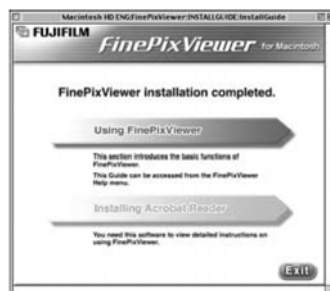 Macintosh HD ENG:FinePixViewer:INSTALLGUIDE:InstallGuide
FUJIFILM
FinePixViewer for Macintosh
FinePixViewer installation completed.
Using FinePixViewer
This section introduces the basic functions of
FinePixViewer.
This Guide can be accessed from the FinePixViewer
Help menu.
Installing Acrobat Reader
You need this software to view detailed instructions on
using FinePixViewer.
Exit